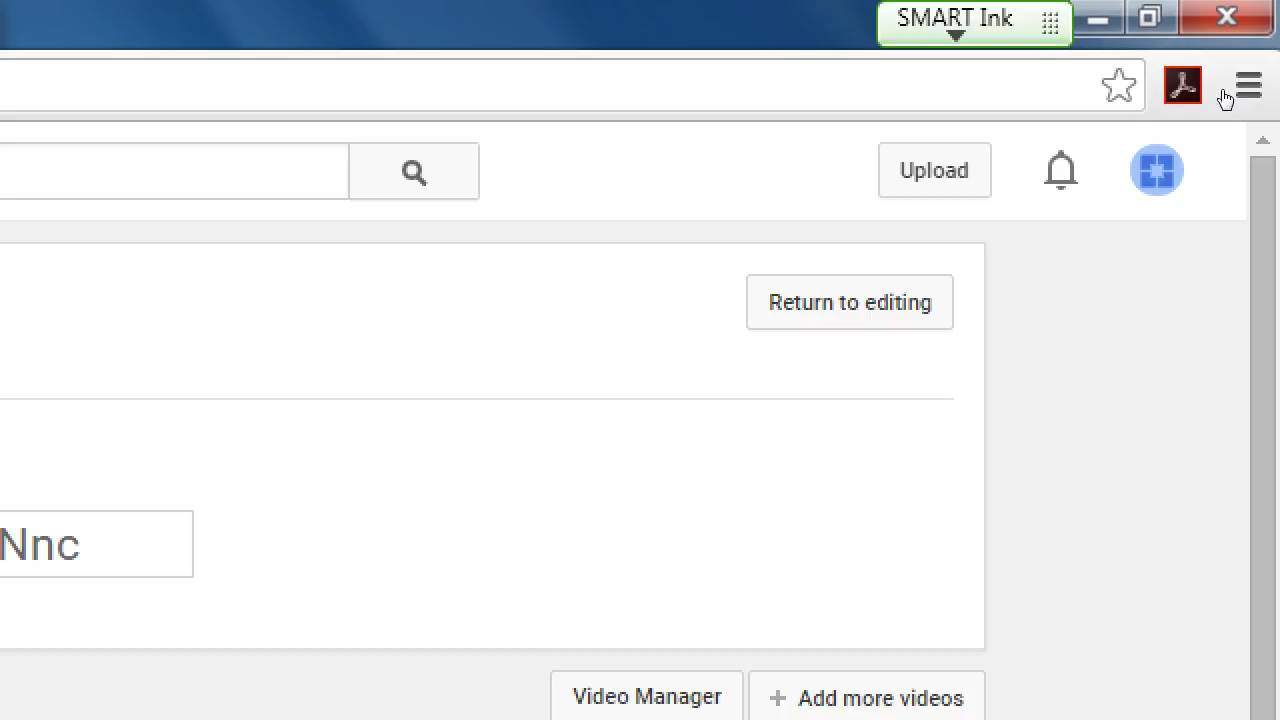 SMART Ink
Upload
Return to editing
Nnc
Video Manager
+ Add more videos